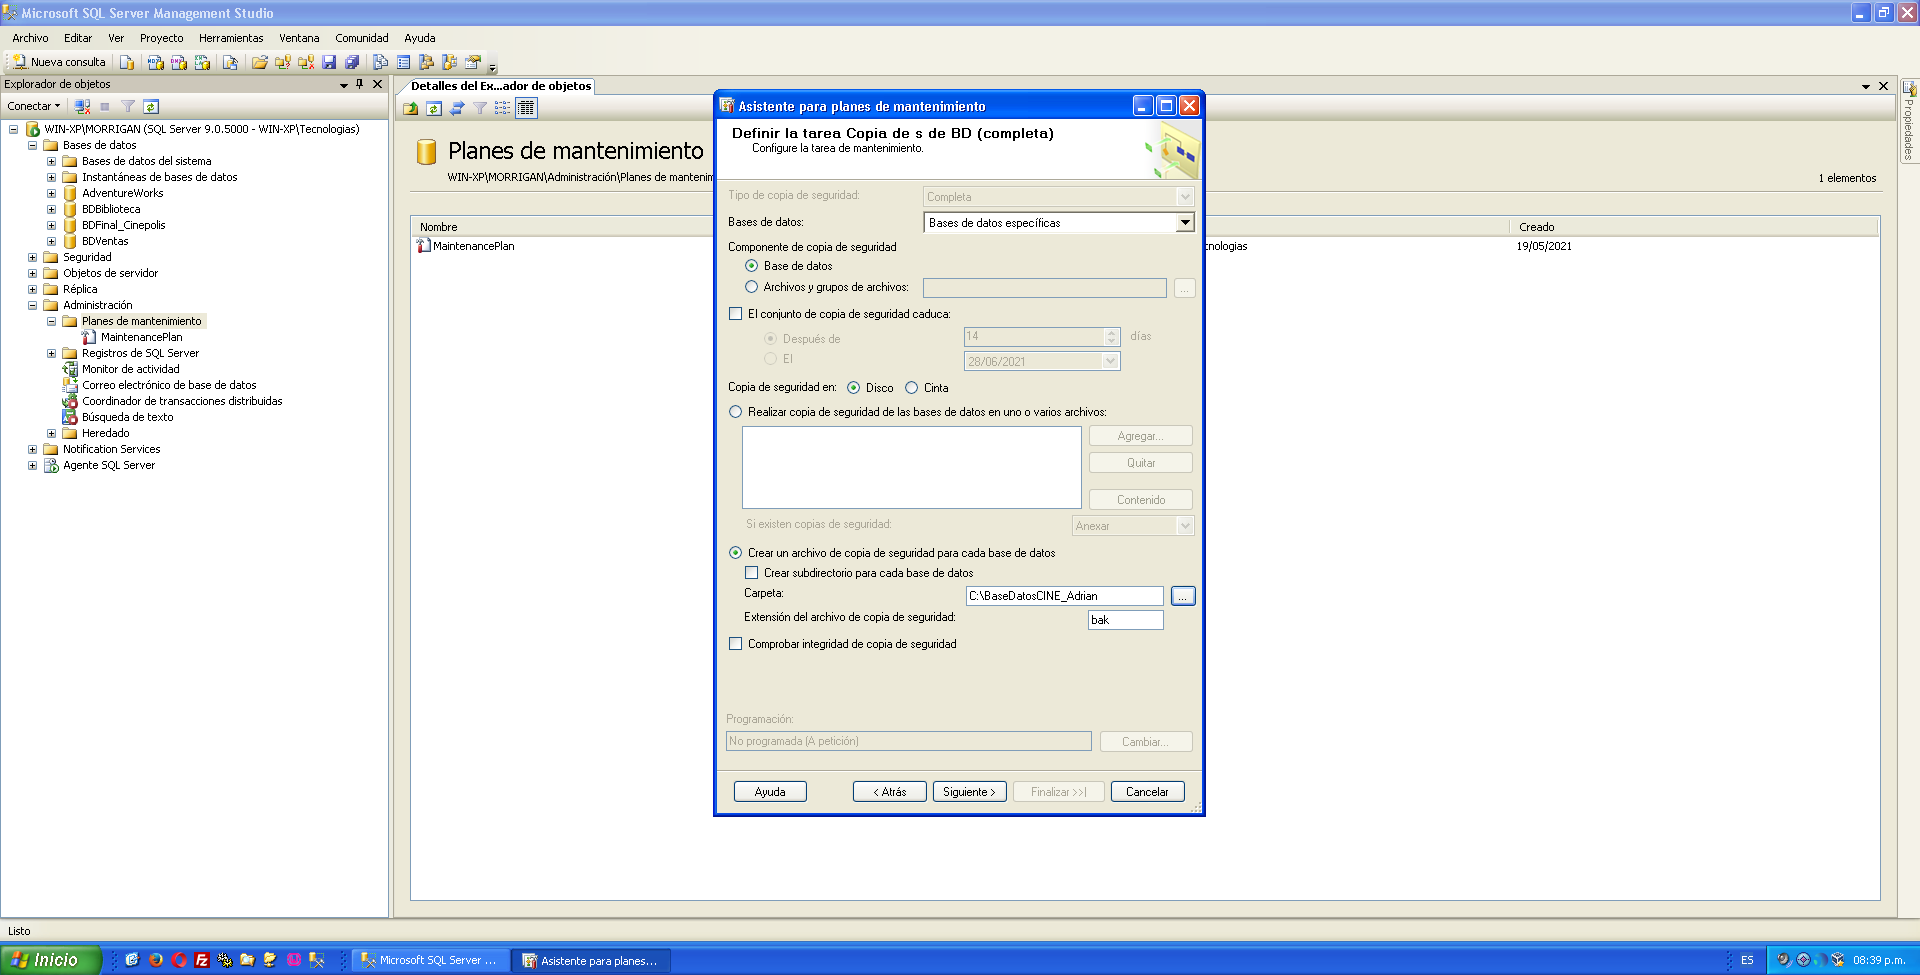 Microsoft SQL Server Management Studio
Archivo Editar Ver Proyecto Herramientas Ventana Comunidad Ayuda
Nueva consulta
Explorador de objetos
Conectar
WIN-XP\MORRIGAN (SQL Server 9.0.5000 - WIN-XP\Tecnologias)
Bases de datos
Bases de datos del sistema
Instantáneas de bases de datos
AdventureWorks
BDBiblioteca
BDFinal_Cinepolis
BDVentas
Seguridad
Objetos de servidor
Réplica
Administración
Planes de mantenimiento
MaintenancePlan
Registros de SQL Server
Monitor de actividad
Correo electrónico de base de datos
Coordinador de transacciones distribuidas
Búsqueda de texto
Heredado
Notification Services
Agente SQL Server
Detalles del Ex...ador de objetos
Planes de mantenimiento
WIN-XP\MORRIGAN\Administración\Planes de mantenim
1 elementos
Nombre
Creado
MaintenancePlan
cnologias
19/05/2021
Propiedades
Asistente para planes de mantenimiento
Definir la tarea Copia de s de BD (completa)
Configure la tarea de mantenimiento.
Tipo de copia de seguridad: Completa
Bases de datos: Bases de datos específicas
Componente de copia de seguridad
Base de datos
Archivos y grupos de archivos: ...
El conjunto de copia de seguridad caduca:
Después de 14 días
El 28/06/2021
Copia de seguridad en: Disco Cinta
Realizar copia de seguridad de las bases de datos en uno o varios archivos:
Agregar...
Quitar
Contenido
Si existen copias de seguridad: Anexar
Crear un archivo de copia de seguridad para cada base de datos
Crear subdirectorio para cada base de datos
Carpeta: C:\BaseDatosCINE_Adrian ...
Extensión del archivo de copia de seguridad: bak
Comprobar integridad de copia de seguridad
Programación:
No programada (A petición) Cambiar...
Ayuda < Atrás Siguiente > Finalizar >>| Cancelar
Listo
Inicio
Microsoft SQL Server ...
Asistente para planes...
ES
08:39 p.m.